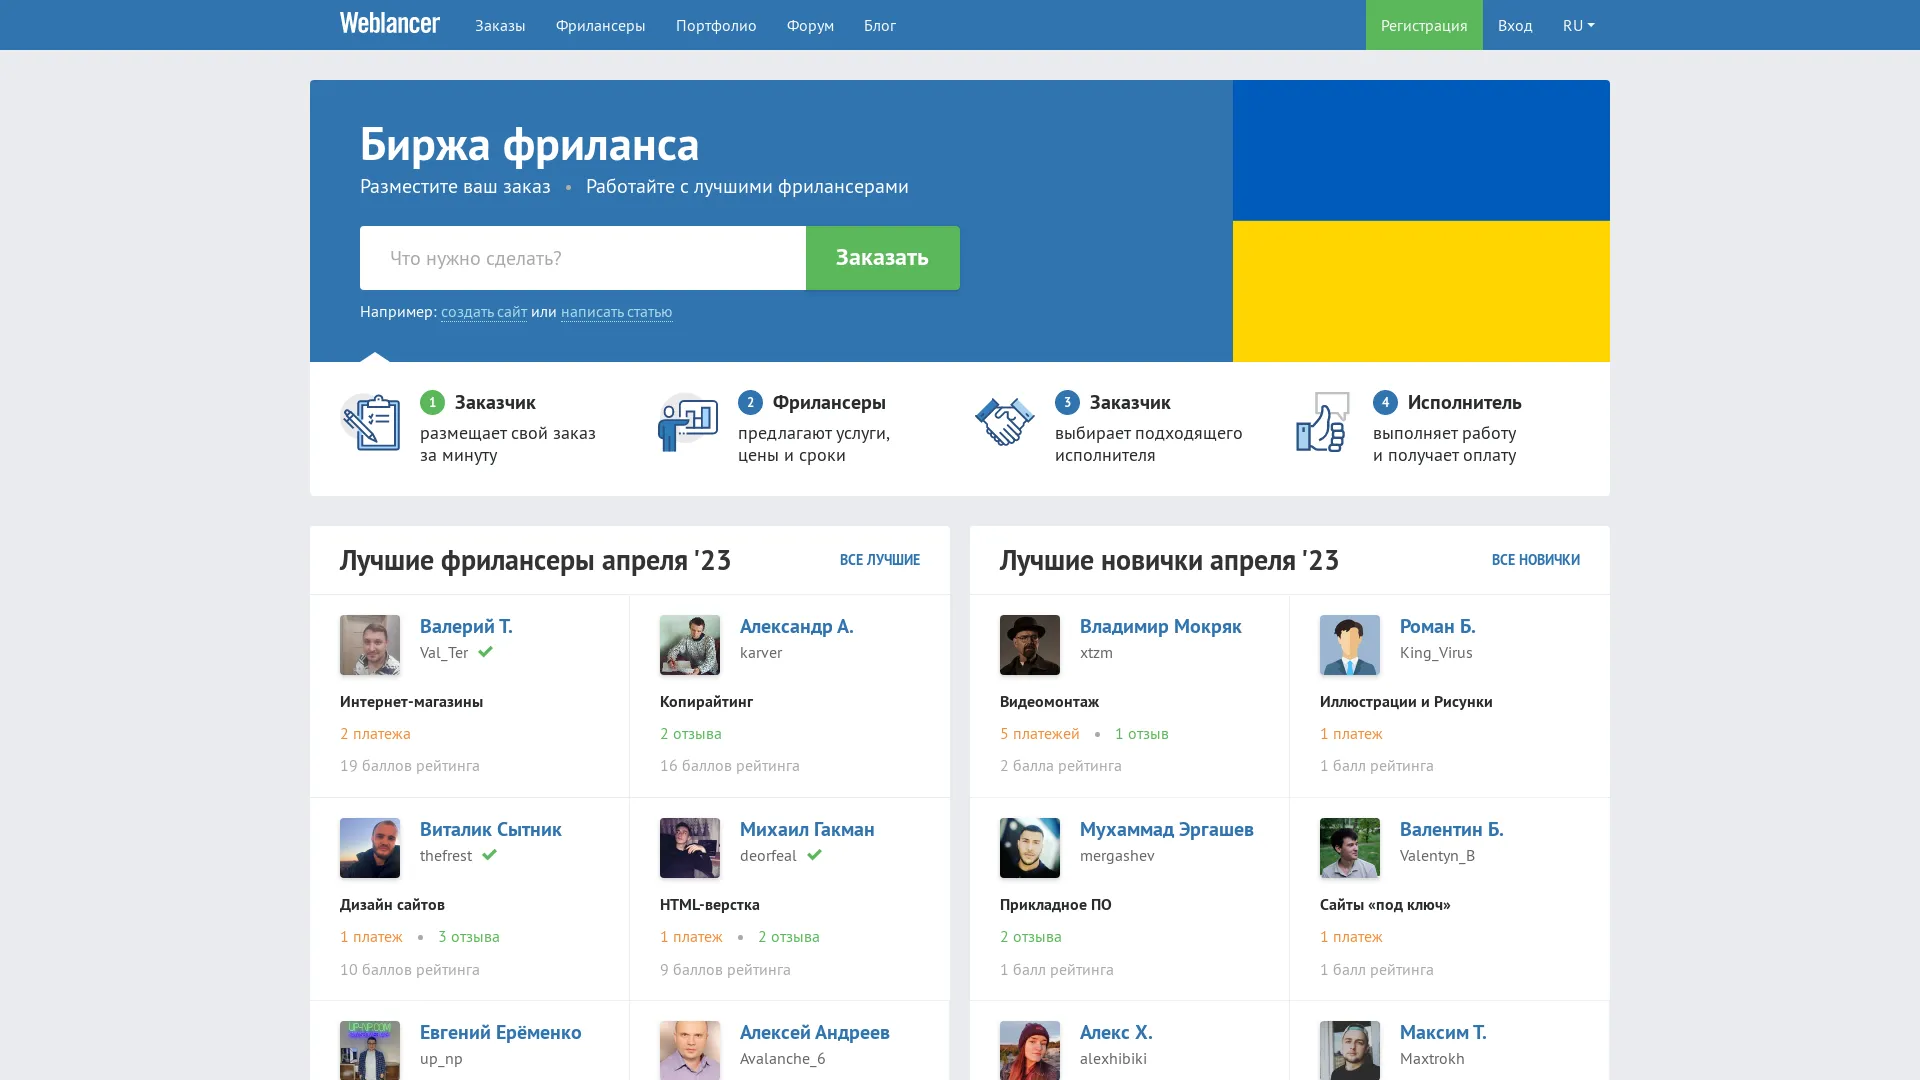 Weblancer
Заказы
Фрилансеры
Портфолио
Форум
Блог
Регистрация
Вход
RU
Биржа фриланса
Разместите ваш заказ • Работайте с лучшими фрилансерами
Что нужно сделать?
Заказать
Например: создать сайт или написать статью
1 Заказчик
размещает свой заказ
за минуту
2 Фрилансеры
предлагают услуги,
цены и сроки
3 Заказчик
выбирает подходящего
исполнителя
4 Исполнитель
выполняет работу
и получает оплату
Лучшие фрилансеры апреля '23
ВСЕ ЛУЧШИЕ
Валерий Т.
Val_Ter
Интернет-магазины
2 платежа
19 баллов рейтинга
Александр А.
karver
Копирайтинг
2 отзыва
16 баллов рейтинга
Виталик Сытник
thefrest
Дизайн сайтов
1 платеж • 3 отзыва
10 баллов рейтинга
Михаил Гакман
deorfeal
HTML-верстка
1 платеж • 2 отзыва
9 баллов рейтинга
UP-NP.COM
Евгений Ерёменко
up_np
Алексей Андреев
Avalanche_6
Лучшие новички апреля '23
ВСЕ НОВИЧКИ
Владимир Мокряк
xtzm
Видеомонтаж
5 платежей • 1 отзыв
2 балла рейтинга
Роман Б.
King_Virus
Иллюстрации и Рисунки
1 платеж
1 балл рейтинга
Мухаммад Эргашев
mergashev
Прикладное ПО
2 отзыва
1 балл рейтинга
Валентин Б.
Valentyn_B
Сайты «под ключ»
1 платеж
1 балл рейтинга
Алекс Х.
alexhibiki
Максим Т.
Maxtrokh